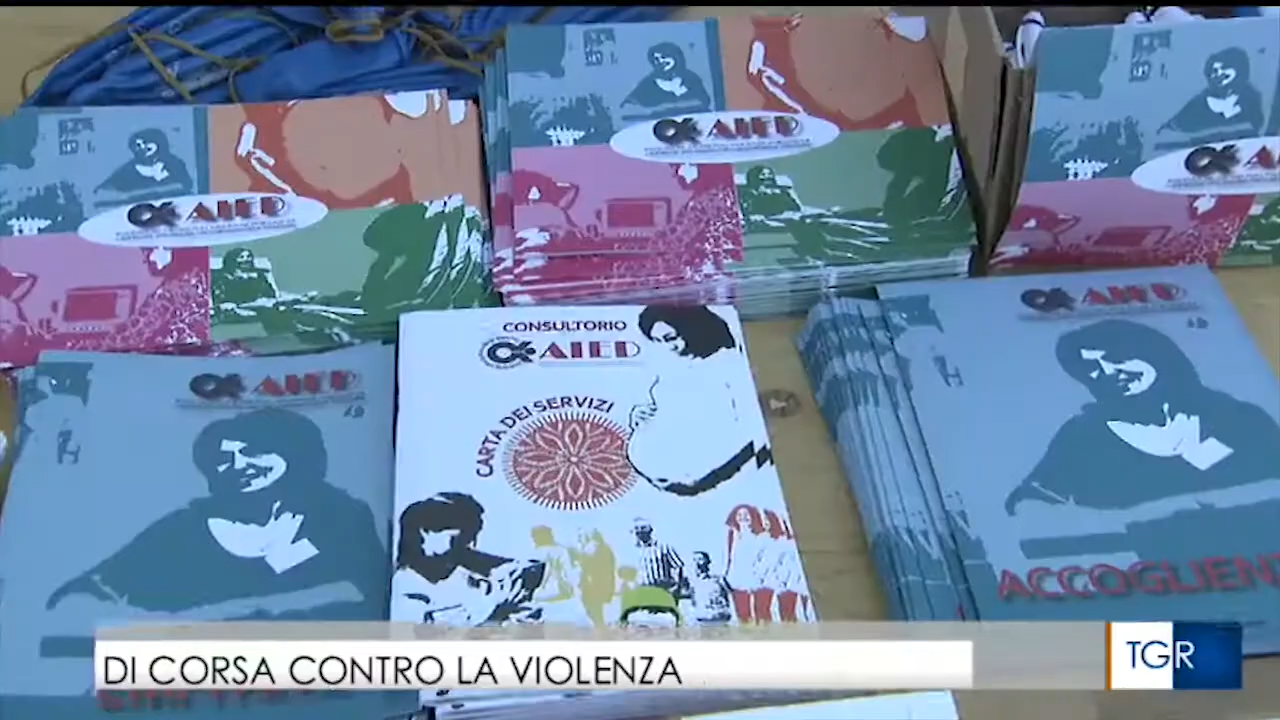 AIED
AIED
AIED
CONSULTORIO
AIED
CARTA DEI SERVIZI
AIED
AIED
ACCOGLIEN
DI CORSA CONTRO LA VIOLENZA
TGR